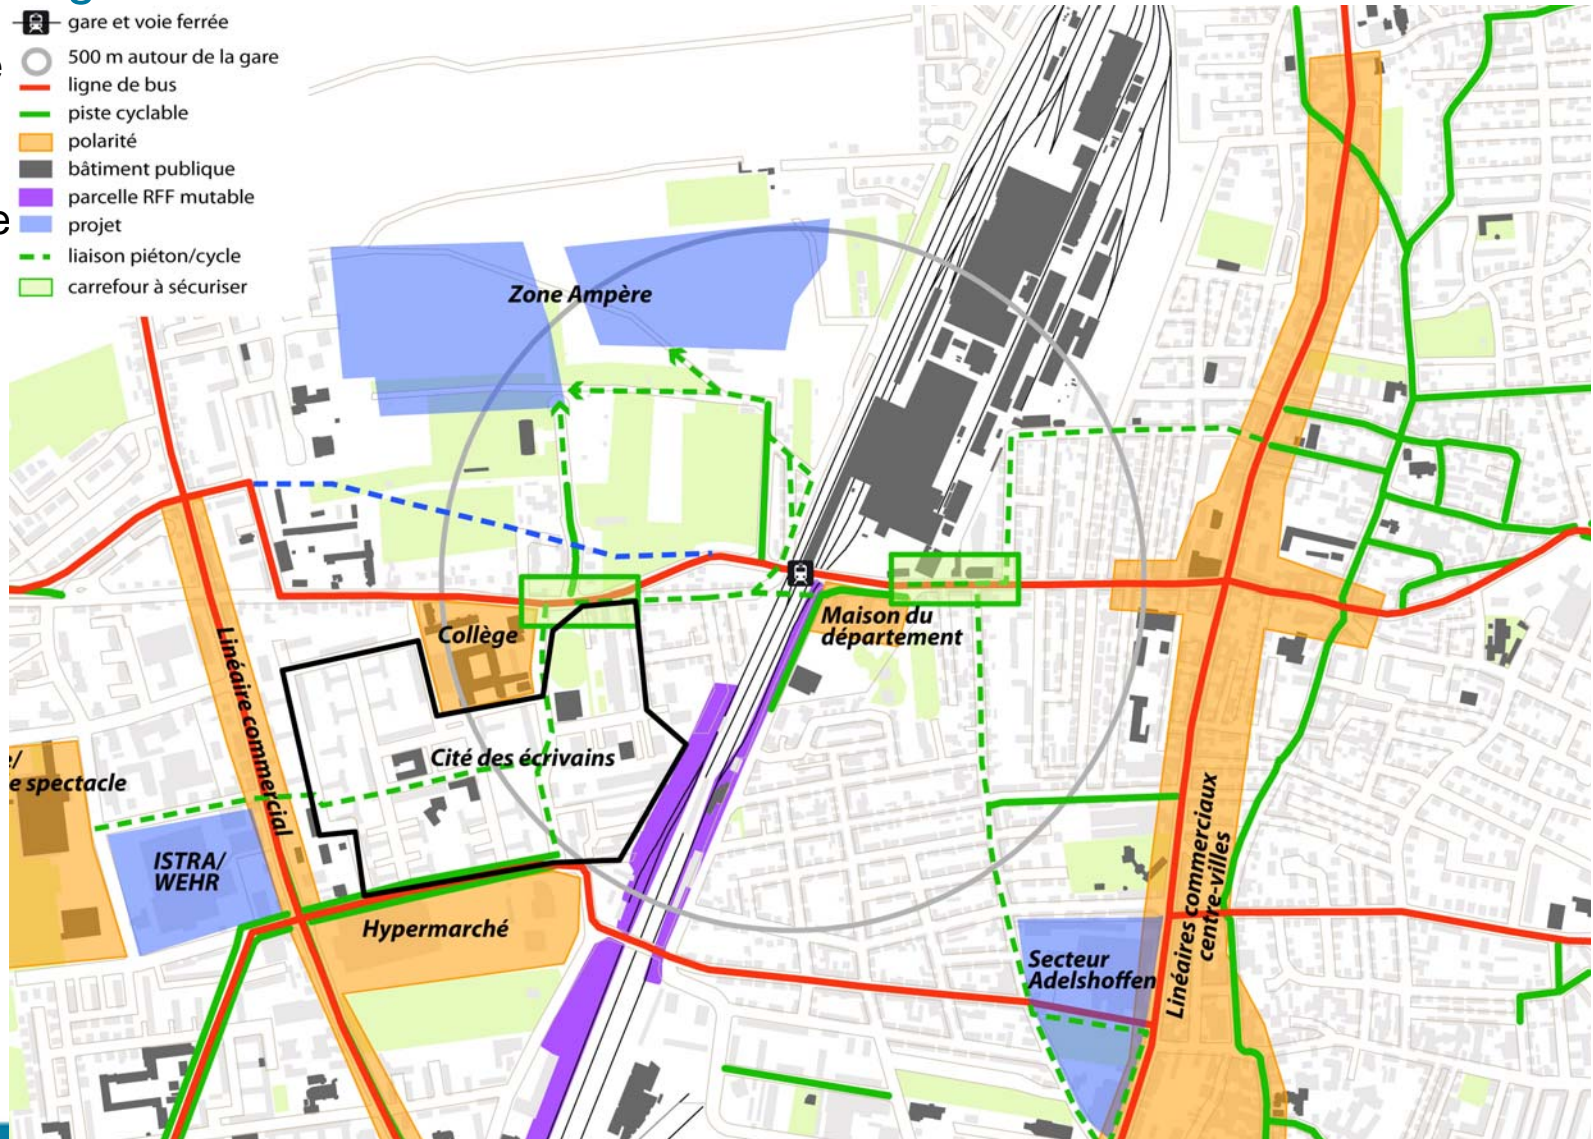 gare et voie ferrée
500 m autour de la gare
ligne de bus
piste cyclable
polarité
bâtiment publique
parcelle RFF mutable
projet
liaison piéton/cycle
carrefour à sécuriser
Zone Ampère
Collège
Maison du
département
Linéaire commercial
Cité des écrivains
e spectacle
ISTRA/
WEHR
Hypermarché
Secteur
Adelshoffen
Linéaires commerciaux
centre-villes